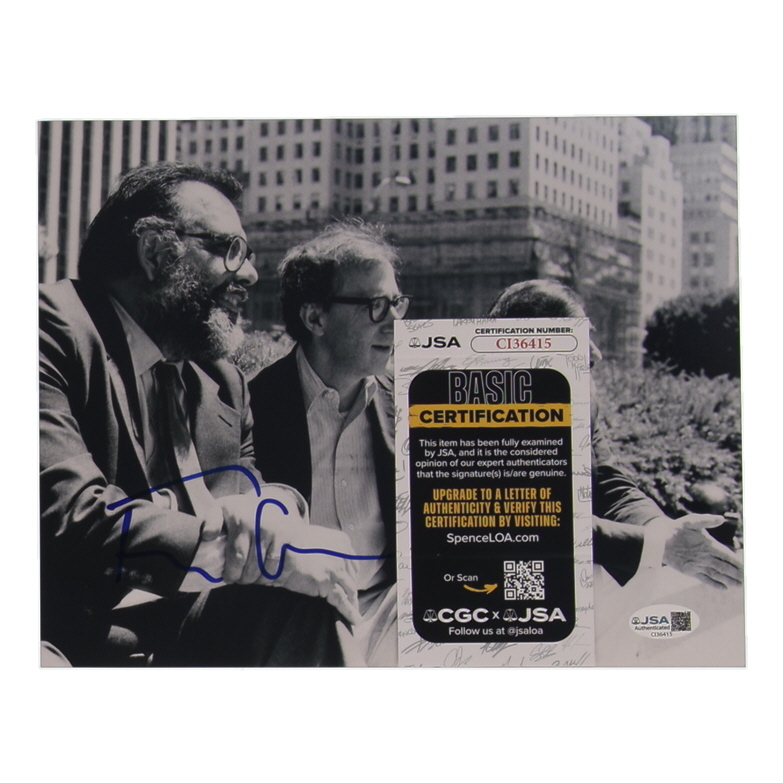 JSA
CERTIFICATION NUMBER:
CI36415
BASIC
CERTIFICATION
This item has been fully examined
by JSA, and it is the considered
opinion of our expert authenticators
that the signature(s) is/are genuine.
UPGRADE TO A LETTER OF
AUTHENTICITY & VERIFY THIS
CERTIFICATION BY VISITING:
SpenceLOA.com
Or Scan
CGC x JSA
Follow us at @jsaloa
JSA
Authenticated
CI36415